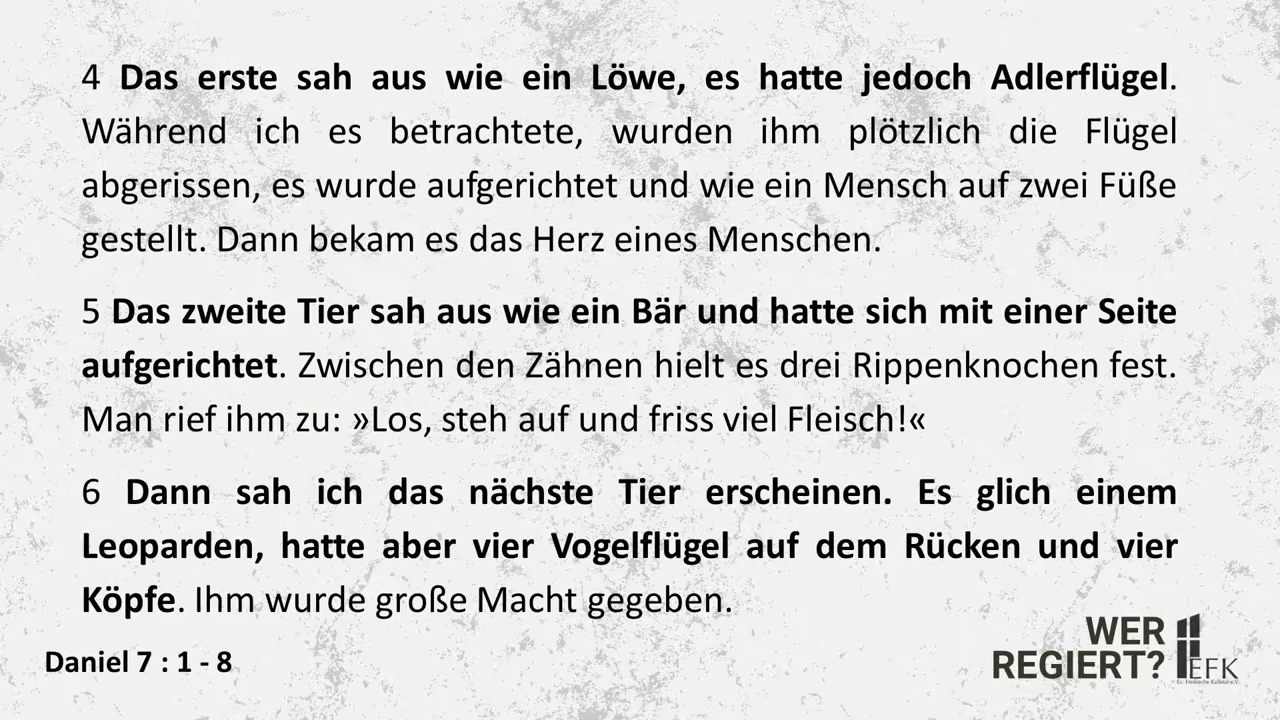 4 Das erste sah aus wie ein Löwe, es hatte jedoch Adlerflügel.
Während ich es betrachtete, wurden ihm plötzlich die Flügel
abgerissen, es wurde aufgerichtet und wie ein Mensch auf zwei Füße
gestellt. Dann bekam es das Herz eines Menschen.
5 Das zweite Tier sah aus wie ein Bär und hatte sich mit einer Seite
aufgerichtet. Zwischen den Zähnen hielt es drei Rippenknochen fest.
Man rief ihm zu: »Los, steh auf und friss viel Fleisch!«
6 Dann sah ich das nächste Tier erscheinen. Es glich einem
Leoparden, hatte aber vier Vogelflügel auf dem Rücken und vier
Köpfe. Ihm wurde große Macht gegeben.
Daniel 7 : 1 - 8
WER
REGIERT?
EFK
Ev. Freikirche Kalletal e.V.